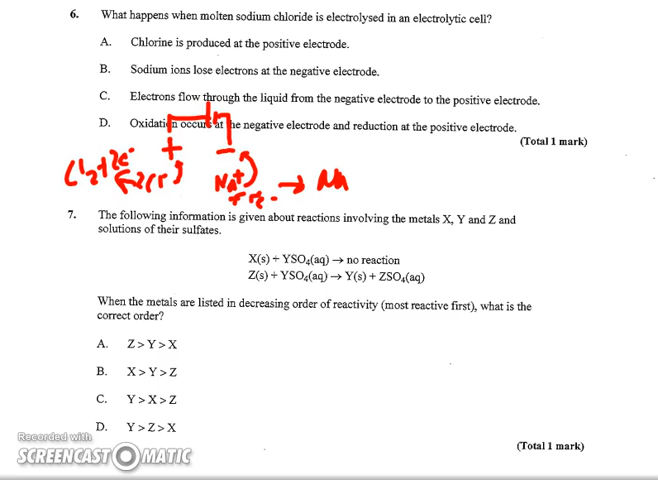 6. What happens when molten sodium chloride is electrolysed in an electrolytic cell?
A. Chlorine is produced at the positive electrode.
B. Sodium ions lose electrons at the negative electrode.
C. Electrons flow through the liquid from the negative electrode to the positive electrode.
D. Oxidation occurs at the negative electrode and reduction at the positive electrode.
(Total 1 mark)
+ −
Cl₂+2e⁻ ← 2Cl⁻ Na⁺ + e⁻ → Na
7. The following information is given about reactions involving the metals X, Y and Z and
solutions of their sulfates.
X(s) + YSO₄(aq) → no reaction
Z(s) + YSO₄(aq) → Y(s) + ZSO₄(aq)
When the metals are listed in decreasing order of reactivity (most reactive first), what is the
correct order?
A. Z > Y > X
B. X > Y > Z
C. Y > X > Z
D. Y > Z > X
(Total 1 mark)
Recorded with
SCREENCAST O MATIC